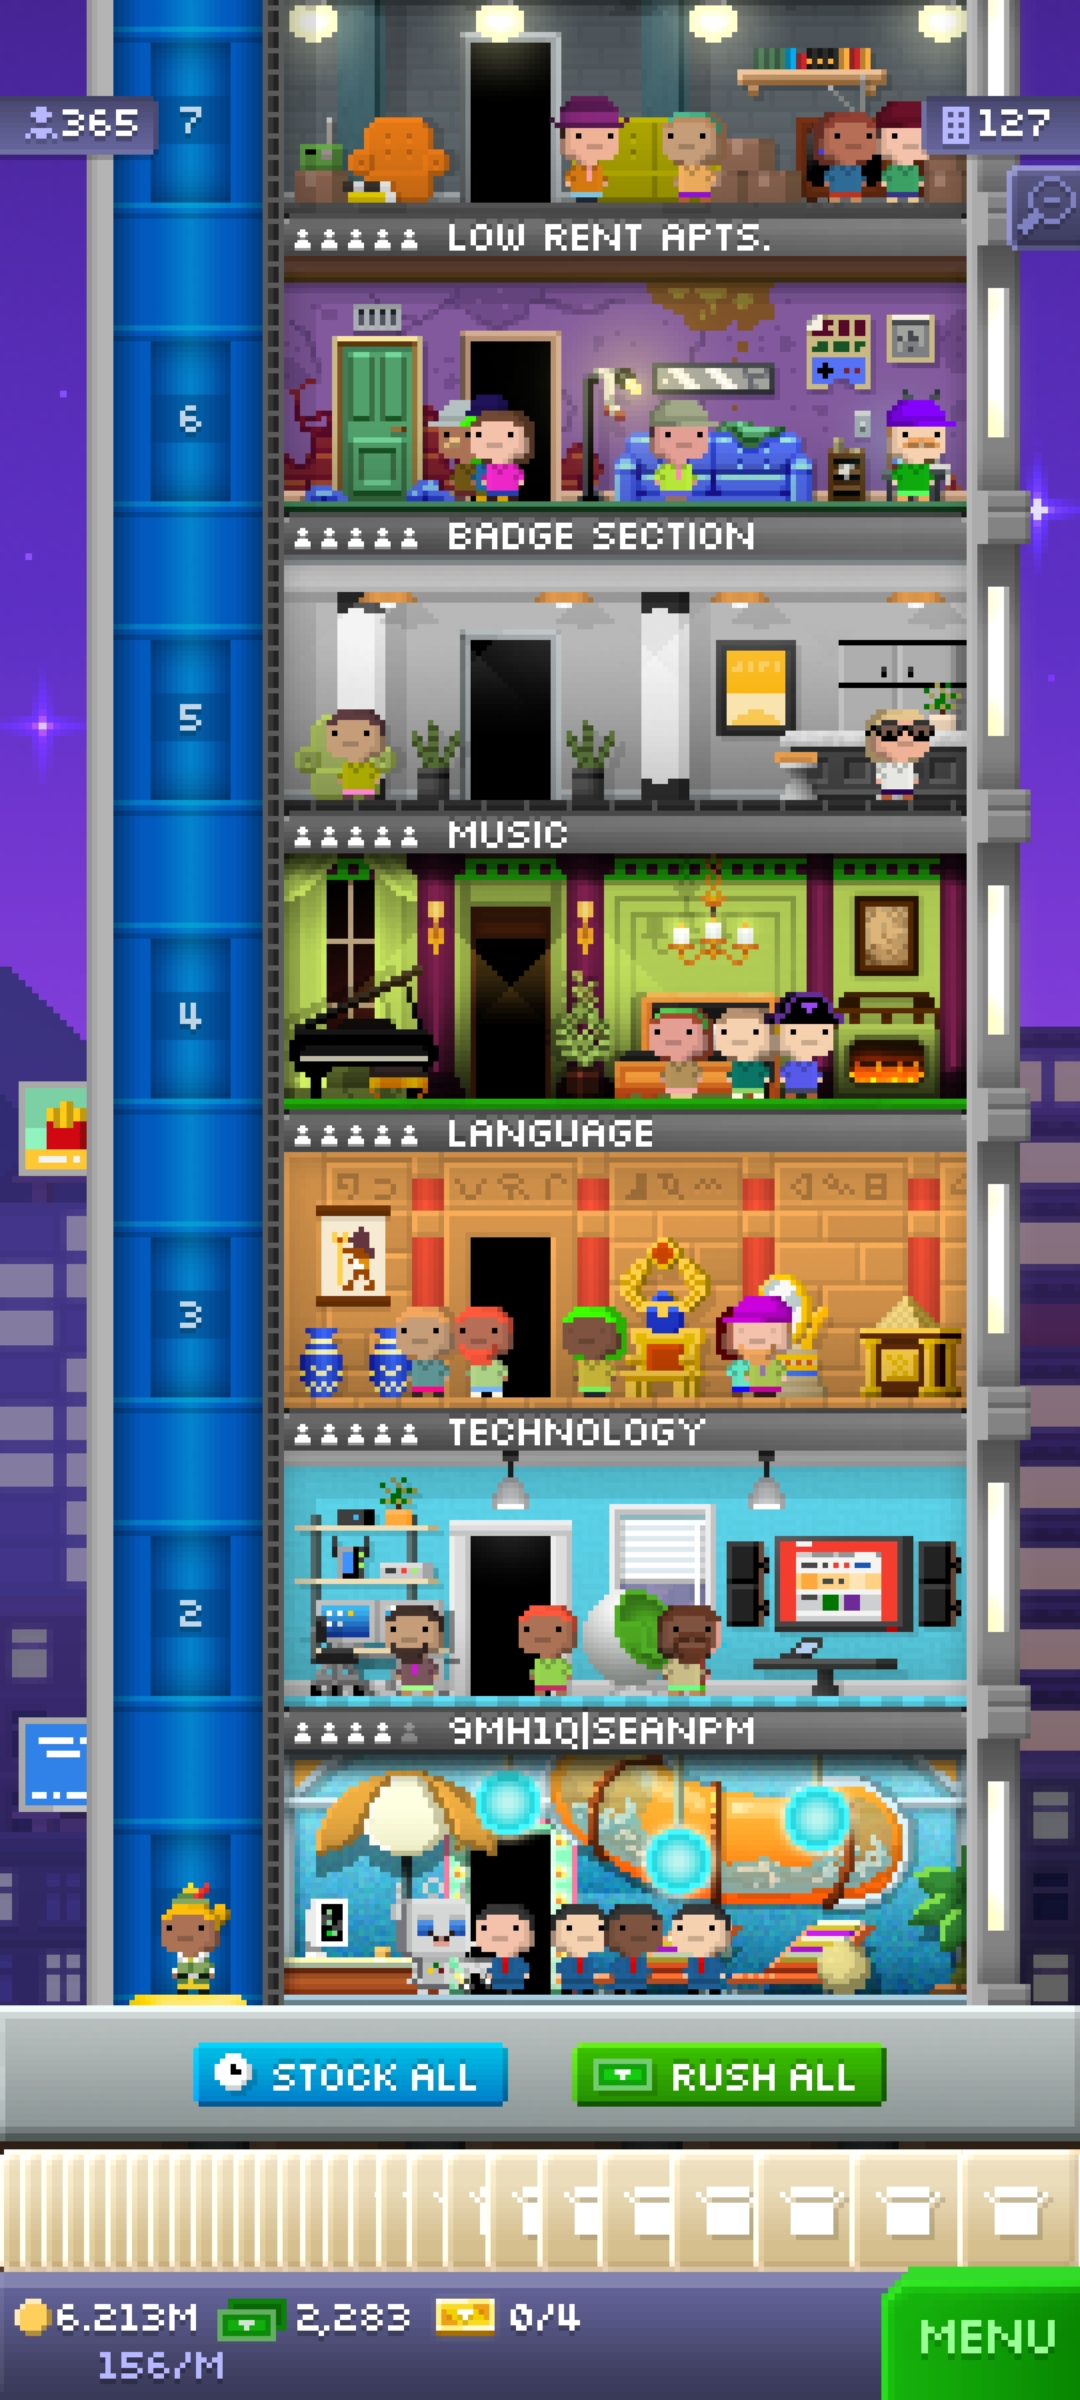 7
365
127
LOW RENT APTS.
6
BADGE SECTION
5
MUSIC
4
LANGUAGE
3
TECHNOLOGY
2
9MH1Q|SEANPM
STOCK ALL
RUSH ALL
6.213M
2,283
0/4
156/M
MENU